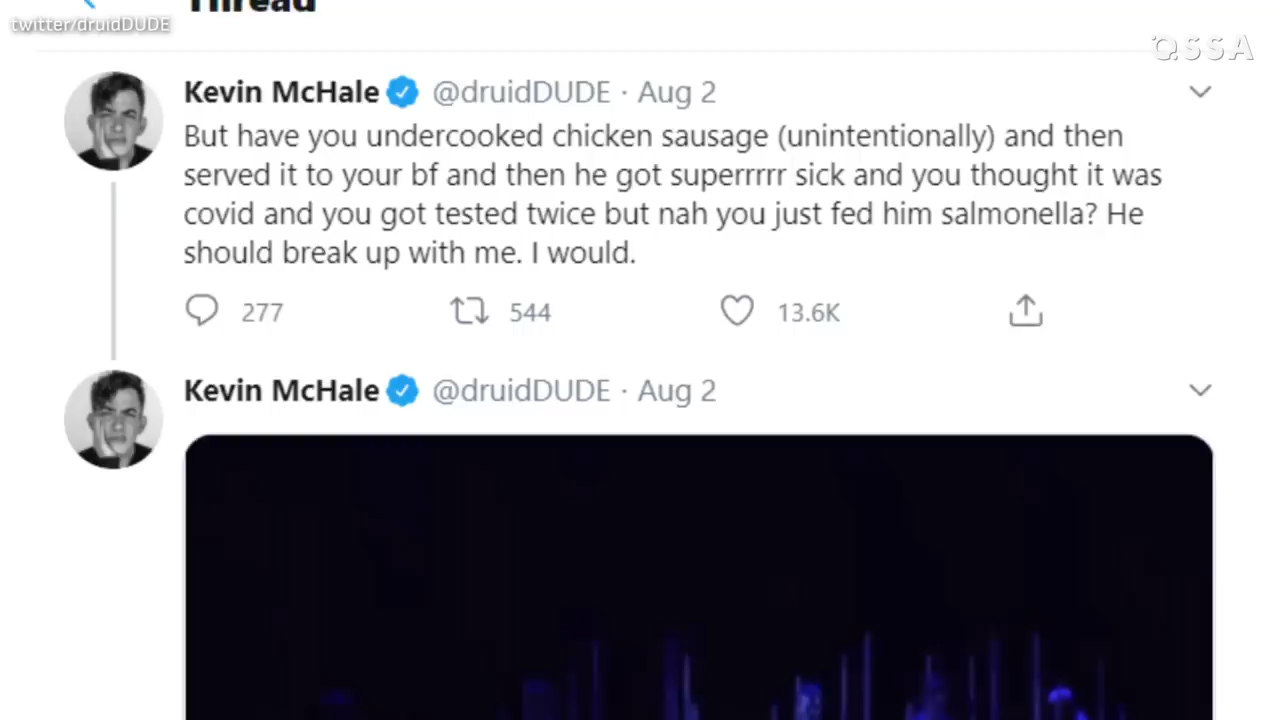 Thread
twitter/druidDUDE
QSSA
Kevin McHale @druidDUDE · Aug 2
But have you undercooked chicken sausage (unintentionally) and then
served it to your bf and then he got superrrrr sick and you thought it was
covid and you got tested twice but nah you just fed him salmonella? He
should break up with me. I would.
277 544 13.6K
Kevin McHale @druidDUDE · Aug 2